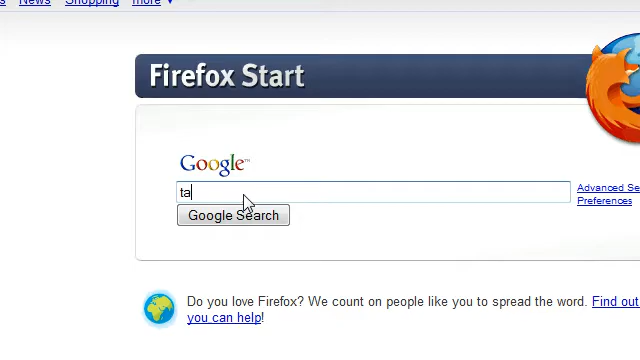 News Shopping more ▼
Firefox Start
Google™
ta
Advanced Se
Google Search
Preferences
Do you love Firefox? We count on people like you to spread the word. Find out
you can help!